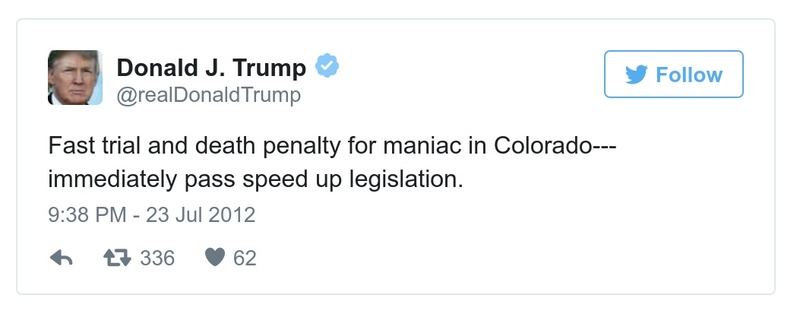 Donald J. Trump
@realDonaldTrump
Follow
Fast trial and death penalty for maniac in Colorado---
immediately pass speed up legislation.
9:38 PM - 23 Jul 2012
336 62